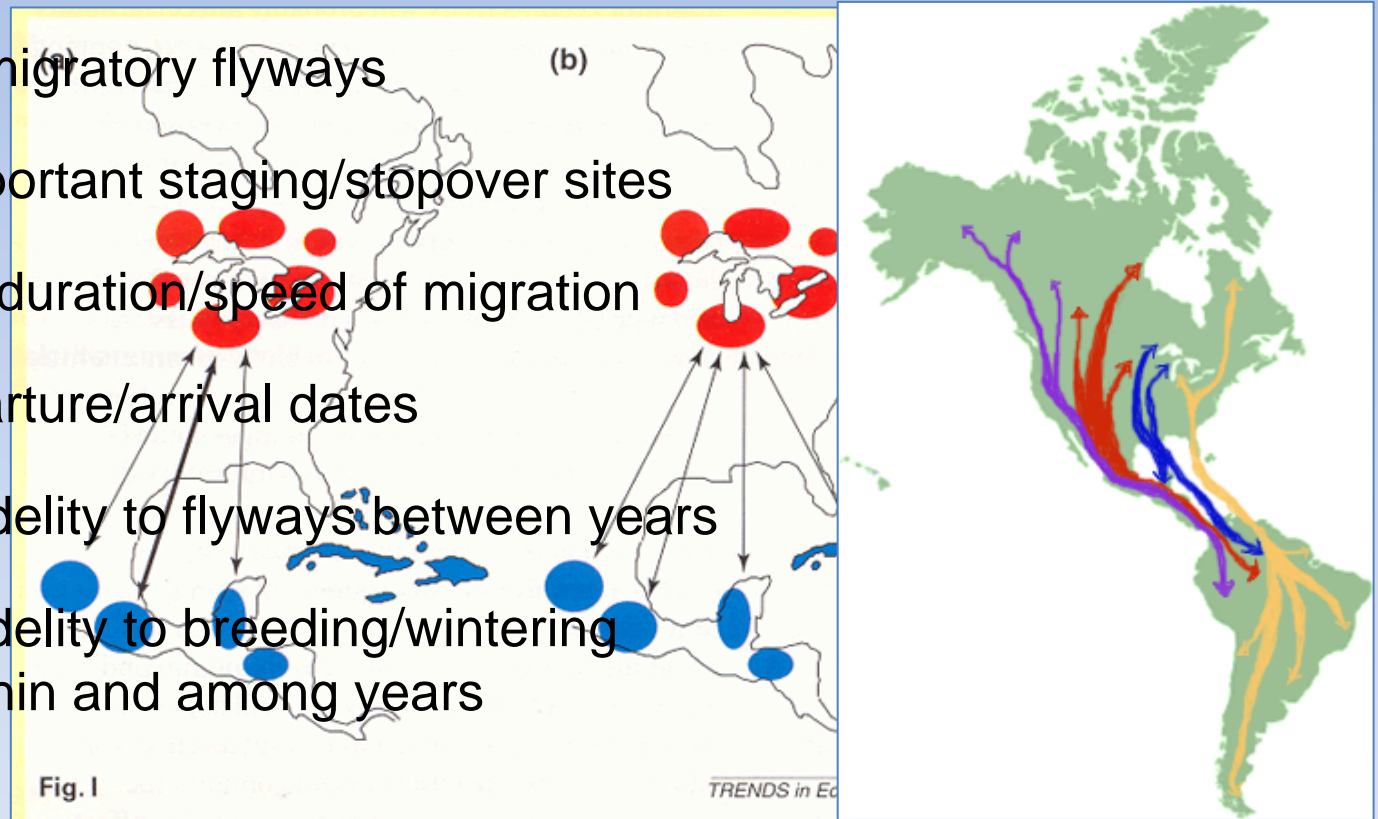 (a) (b)
migratory flyways
portant staging/stopover sites
duration/speed of migration
arture/arrival dates
delity to flyways between years
delity to breeding/wintering
hin and among years
Fig. I TRENDS in Ec